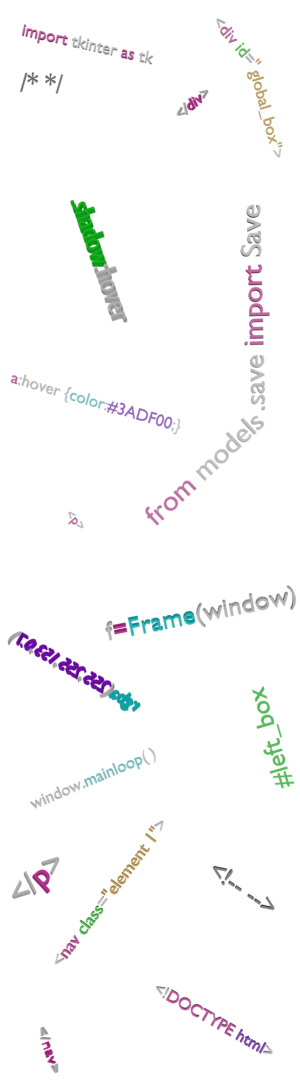 import tkinter as tk
<div id="global_box">
/* */
</div>
shadow:hover
from models.save import Save
a:hover {color:#3ADF00;}
<p>
f=Frame(window)
rgba(255, 255, 153, 0.7)
#left_box
window.mainloop()
</p>
<nav class="element 1">
<!---->
<!DOCTYPE html>
</nav>